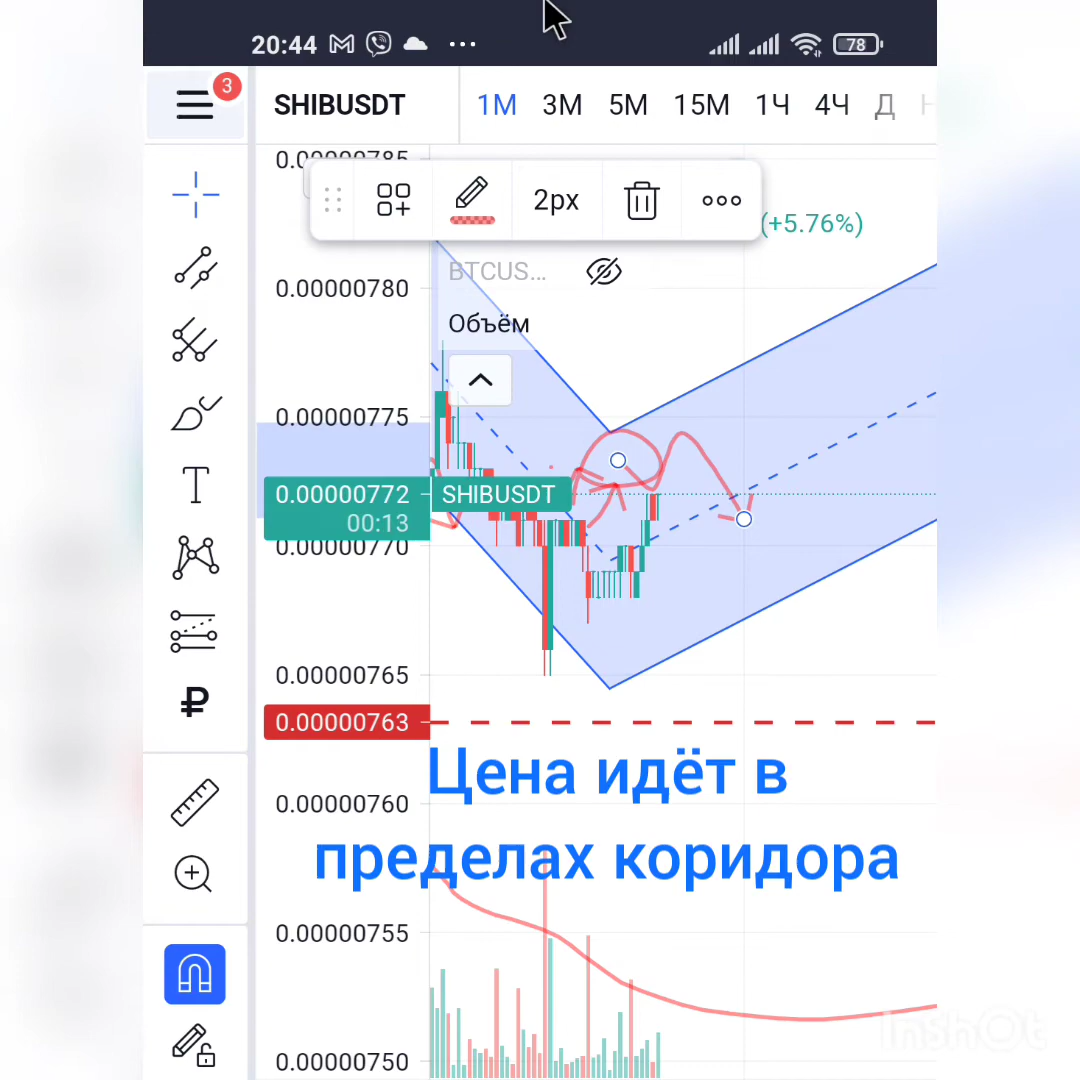 20:44
78
3
SHIBUSDT
1М 3М 5М 15М 1Ч 4Ч Д Н
0.00000785
2px
(+5.76%)
BTCUS...
0.00000780
Объём
0.00000775
0.00000772 SHIBUSDT
00:13
0.00000770
0.00000765
0.00000763
Цена идёт в
0.00000760
пределах коридора
0.00000755
InshOt
0.00000750